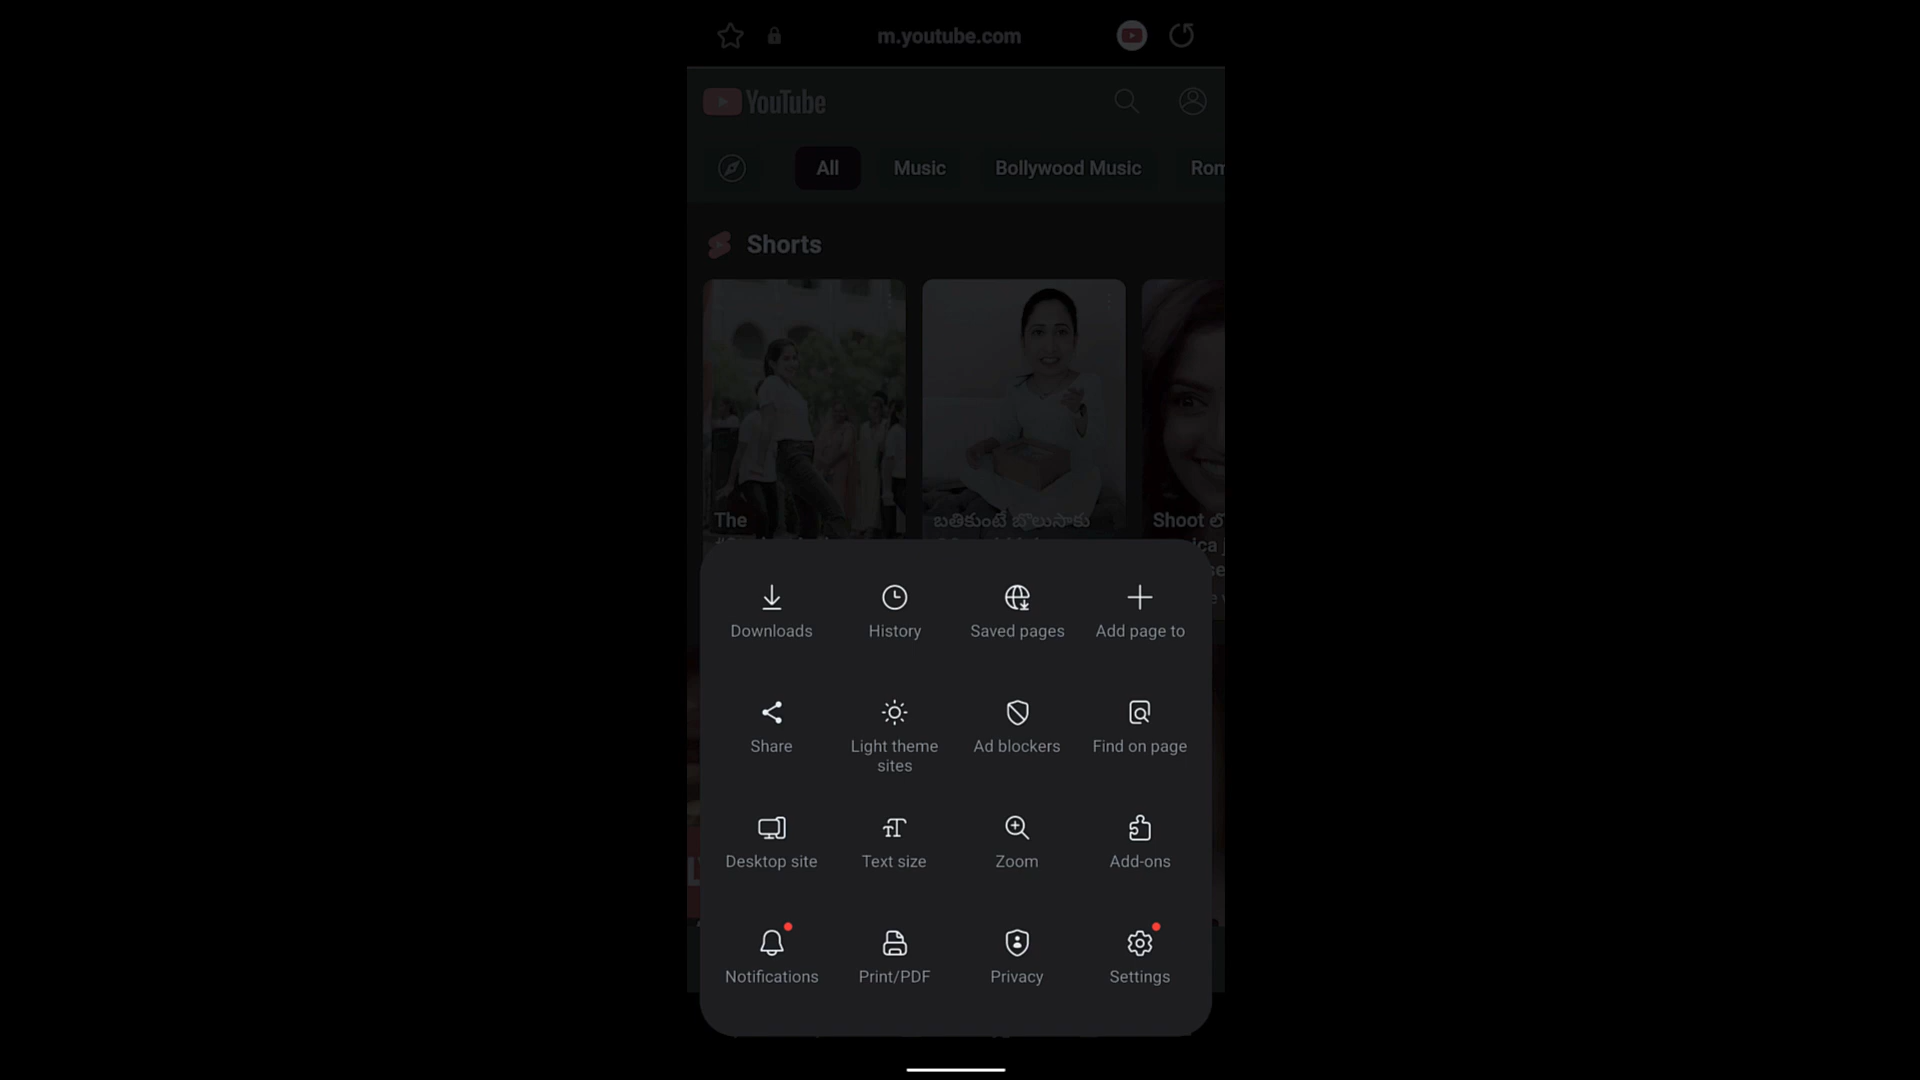 m.youtube.com
YouTube
All Music Bollywood Music Rom
Shorts
The
బతికుంటే బొలుసాకు
Shoot లో
Downloads History Saved pages Add page to
Share Light theme sites Ad blockers Find on page
Desktop site Text size Zoom Add-ons
Notifications Print/PDF Privacy Settings